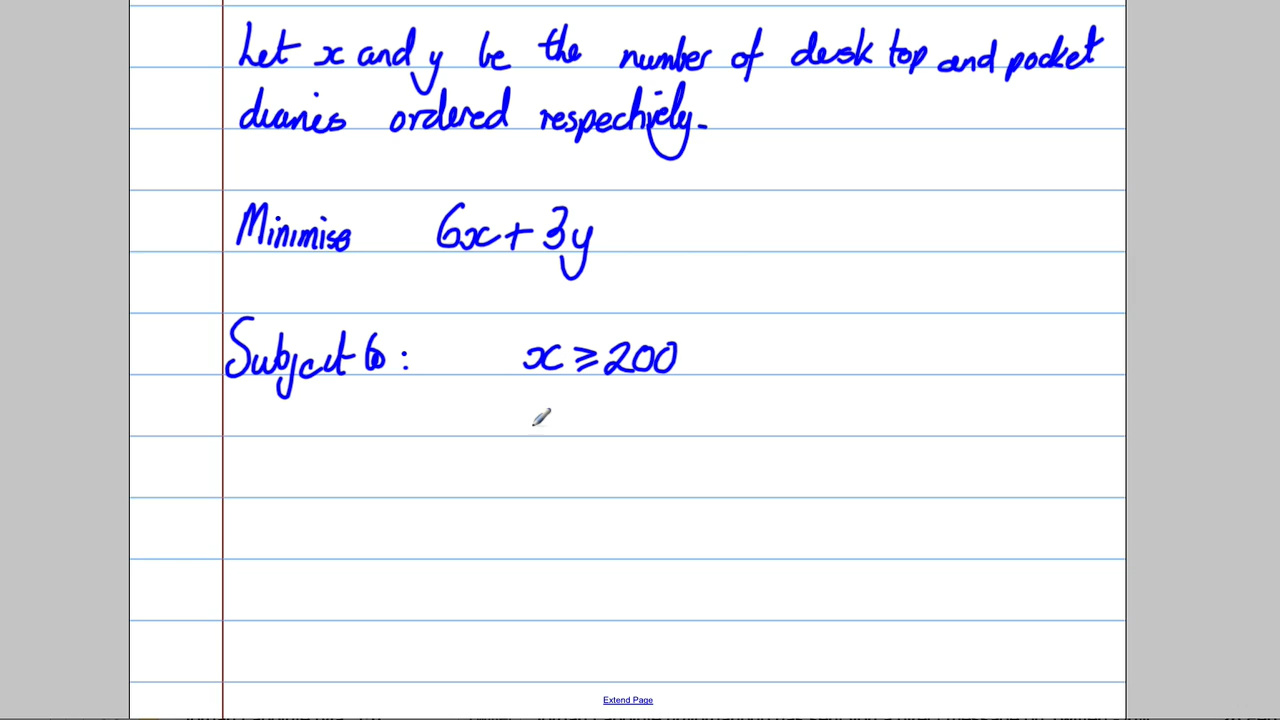 Let x and y be the number of desk top and pocket
diaries ordered respectively.
Minimise 6x + 3y
Subject to : x ⩾ 200
Extend Page